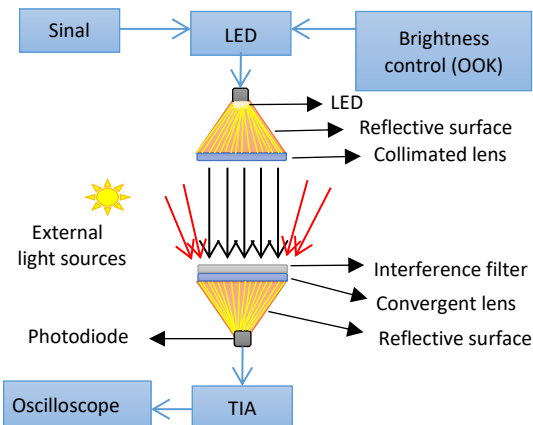 Sinal
LED
Brightness
control (OOK)
LED
Reflective surface
Collimated lens
External
light sources
Interference filter
Convergent lens
Reflective surface
Photodiode
Oscilloscope
TIA